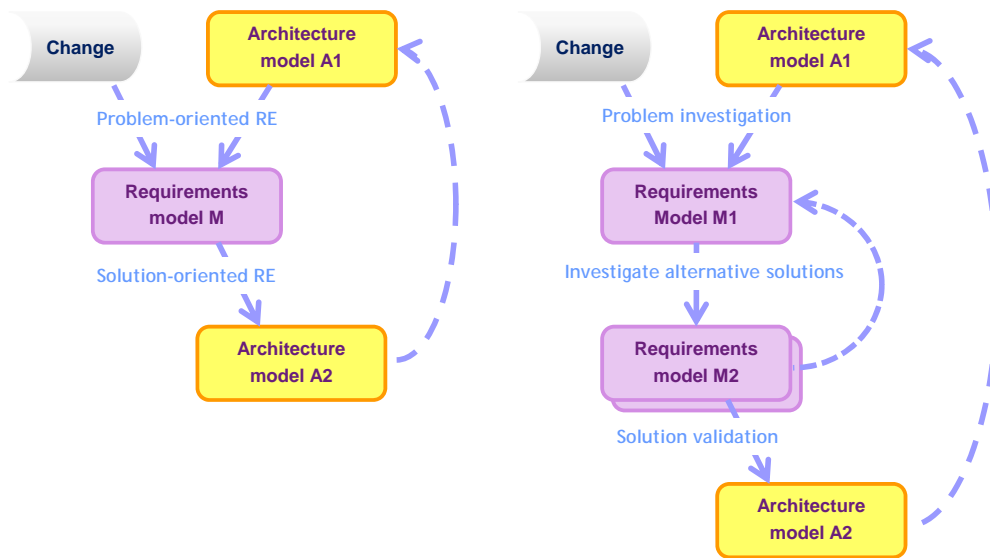 Change
Architecture
model A1
Problem-oriented RE
Requirements
model M
Solution-oriented RE
Architecture
model A2
Change
Architecture
model A1
Problem investigation
Requirements
Model M1
Investigate alternative solutions
Requirements
model M2
Solution validation
Architecture
model A2